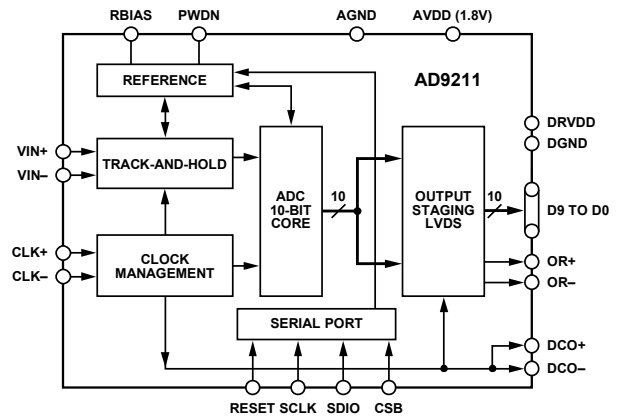 RBIAS PWDN AGND AVDD (1.8V)
REFERENCE
AD9211
DRVDD
DGND
VIN+
VIN–
TRACK-AND-HOLD
ADC
10-BIT
CORE
10
OUTPUT
STAGING
LVDS
10
D9 TO D0
CLK+
CLK–
CLOCK
MANAGEMENT
OR+
OR–
SERIAL PORT
DCO+
DCO–
RESET SCLK SDIO CSB